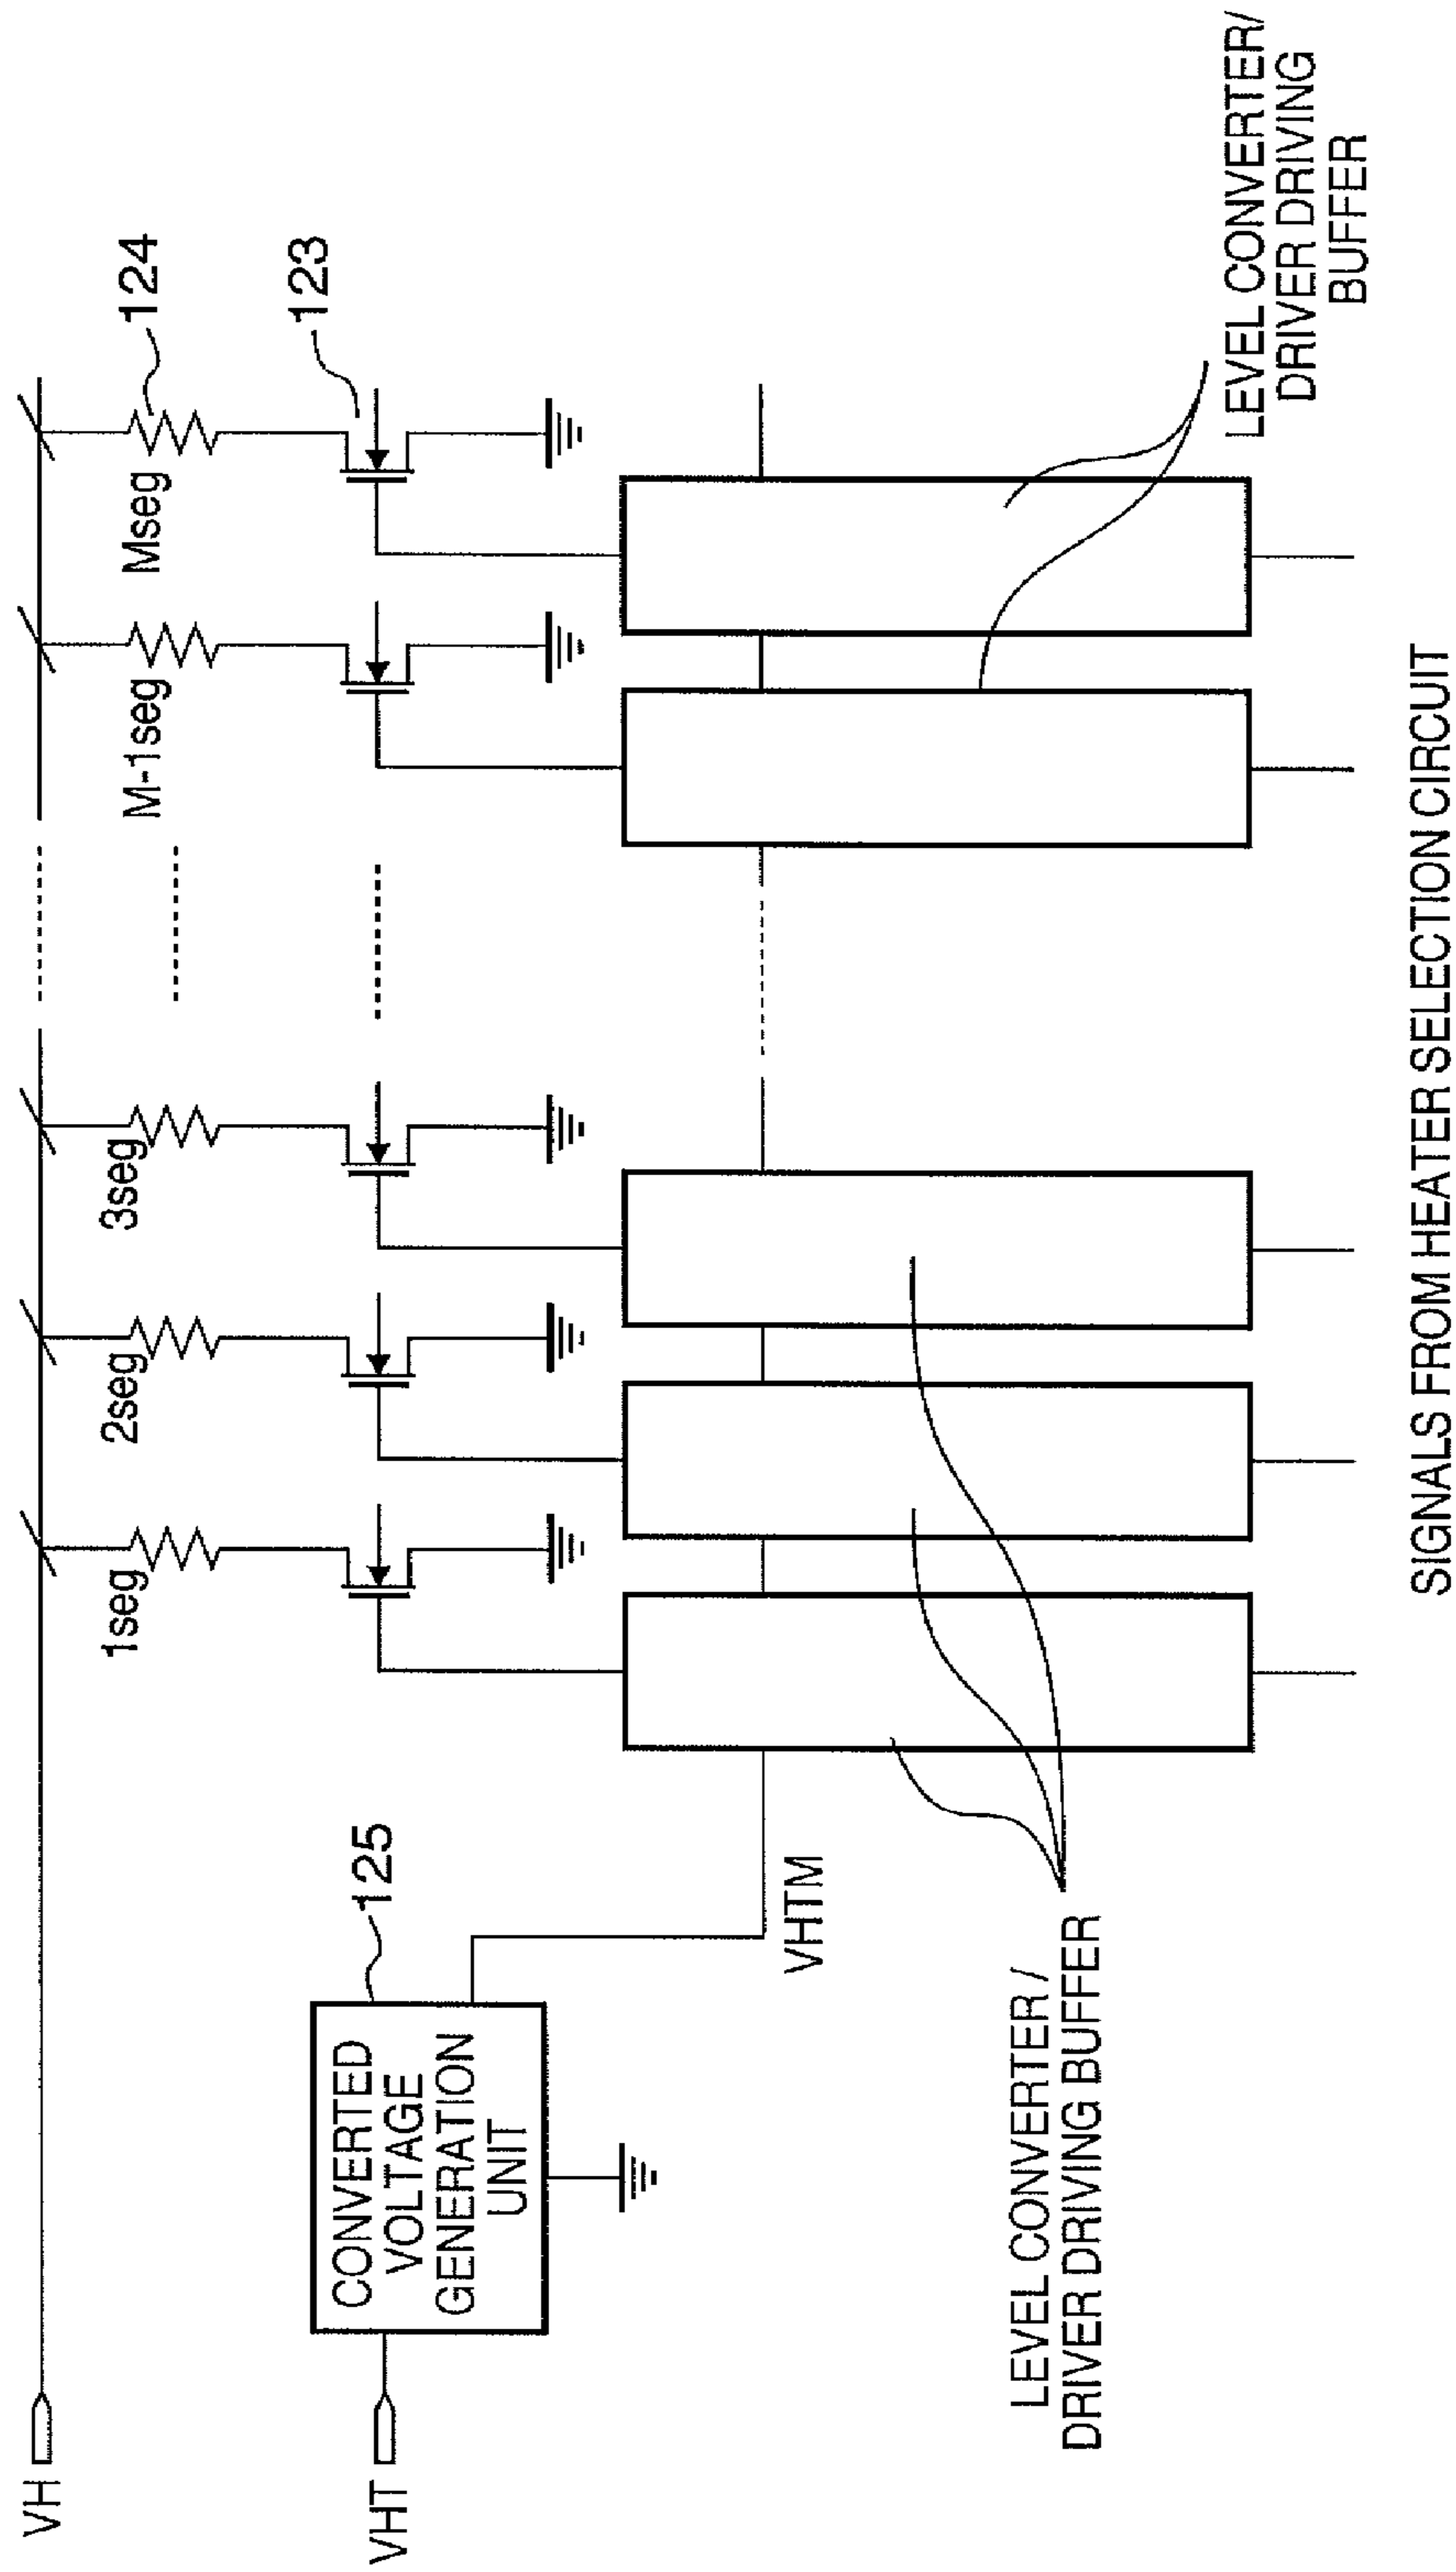 VH
1seg
2seg
3seg
M-1seg
Mseg
124
123
VHT
CONVERTED
VOLTAGE
GENERATION
UNIT
125
VHTM
LEVEL CONVERTER /
DRIVER DRIVING BUFFER
LEVEL CONVERTER/
DRIVER DRIVING
BUFFER
SIGNALS FROM HEATER SELECTION CIRCUIT